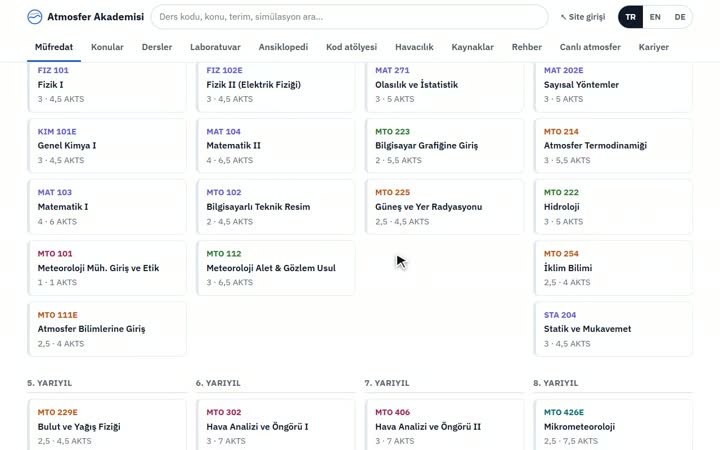 Atmosfer Akademisi
Ders kodu, konu, terim, simülasyon ara...
↖ Site girişi
TR EN DE
Müfredat Konular Dersler Laboratuvar Ansiklopedi Kod atölyesi Havacılık Kaynaklar Rehber Canlı atmosfer Kariyer
FIZ 101
Fizik I
3 · 4,5 AKTS
FIZ 102E
Fizik II (Elektrik Fiziği)
3 · 4,5 AKTS
MAT 271
Olasılık ve İstatistik
3 · 5 AKTS
MAT 202E
Sayısal Yöntemler
3 · 5 AKTS
KIM 101E
Genel Kimya I
3 · 4,5 AKTS
MAT 104
Matematik II
4 · 6,5 AKTS
MTO 223
Bilgisayar Grafiğine Giriş
2 · 5,5 AKTS
MTO 214
Atmosfer Termodinamiği
3 · 5,5 AKTS
MAT 103
Matematik I
4 · 6 AKTS
MTO 102
Bilgisayarlı Teknik Resim
2 · 4,5 AKTS
MTO 225
Güneş ve Yer Radyasyonu
2,5 · 4,5 AKTS
MTO 222
Hidroloji
3 · 5 AKTS
MTO 101
Meteoroloji Müh. Giriş ve Etik
1 · 1 AKTS
MTO 112
Meteoroloji Alet & Gözlem Usul
3 · 6,5 AKTS
MTO 254
İklim Bilimi
2,5 · 4 AKTS
MTO 111E
Atmosfer Bilimlerine Giriş
2,5 · 4 AKTS
STA 204
Statik ve Mukavemet
3 · 4,5 AKTS
5. YARIYIL
6. YARIYIL
7. YARIYIL
8. YARIYIL
MTO 229E
Bulut ve Yağış Fiziği
2,5 · 4,5 AKTS
MTO 302
Hava Analizi ve Öngörü I
3 · 7 AKTS
MTO 406
Hava Analizi ve Öngörü II
3 · 7 AKTS
MTO 426E
Mikrometeoroloji
2,5 · 7,5 AKTS